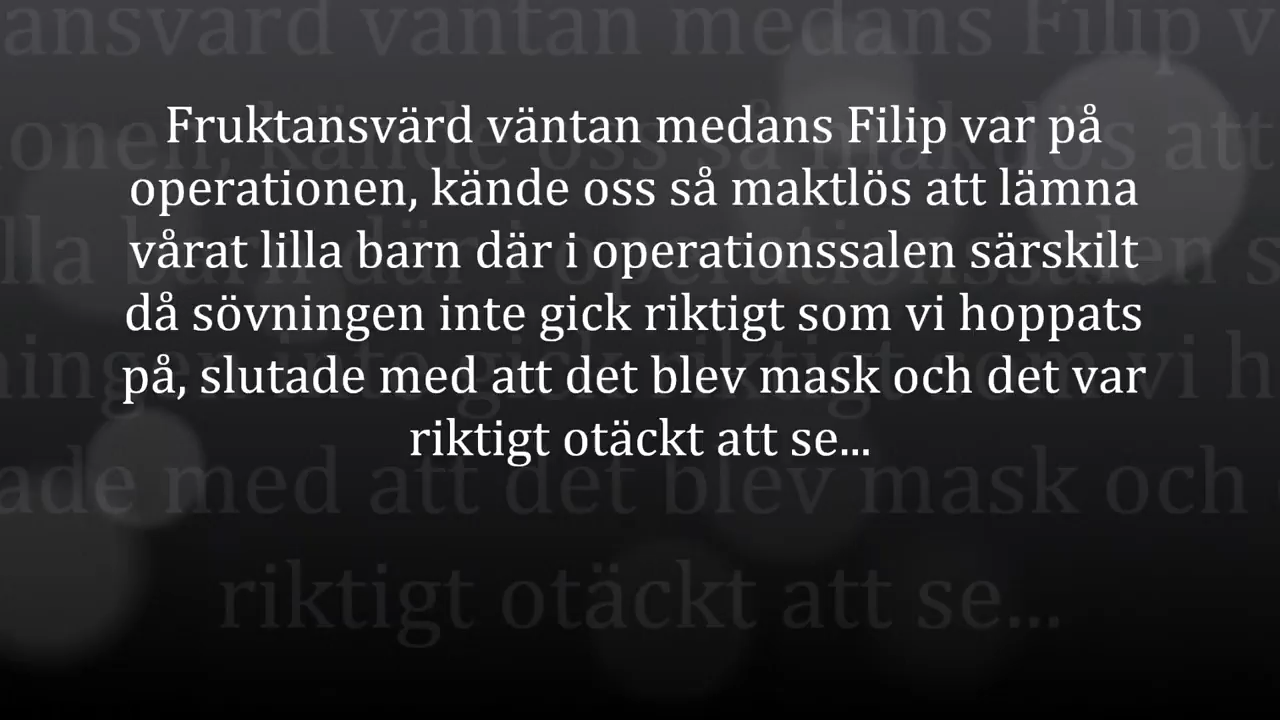 Fruktansvärd väntan medans Filip var på
operationen, kände oss så maktlös att lämna
vårat lilla barn där i operationssalen särskilt
då sövningen inte gick riktigt som vi hoppats
på, slutade med att det blev mask och det var
riktigt otäckt att se...